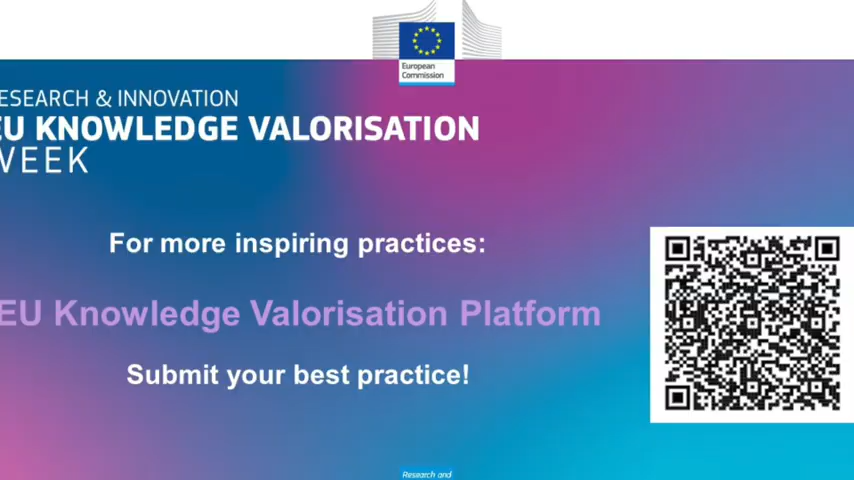 European
Commission
ESEARCH & INNOVATION
EU KNOWLEDGE VALORISATION
WEEK
For more inspiring practices:
EU Knowledge Valorisation Platform
Submit your best practice!
Research and